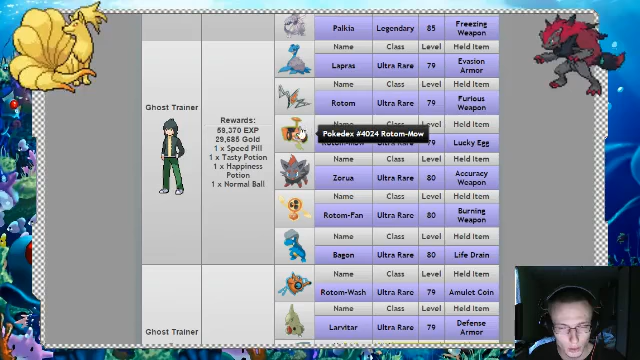 Palkia Legendary 85 Freezing Weapon
Name Class Level Held Item
Lapras Ultra Rare 79 Evasion Armor
Name Class Level Held Item
Rotom Ultra Rare 79 Furious Weapon
Name Class Level Held Item
79 Lucky Egg
Pokedex #4024 Rotom-Mow
Name Class Level Held Item
Zorua Ultra Rare 80 Accuracy Weapon
Name Class Level Held Item
Rotom-Fan Ultra Rare 80 Burning Weapon
Name Class Level Held Item
Bagon Ultra Rare 80 Life Drain
Ghost Trainer
Rewards:
59,370 EXP
29,685 Gold
1 x Speed Pill
1 x Tasty Potion
1 x Happiness
Potion
1 x Normal Ball
Name Class Level Held Item
Rotom-Wash Ultra Rare 79 Amulet Coin
Name Class Level Held Item
Larvitar Ultra Rare 79 Defense Armor
Ghost Trainer